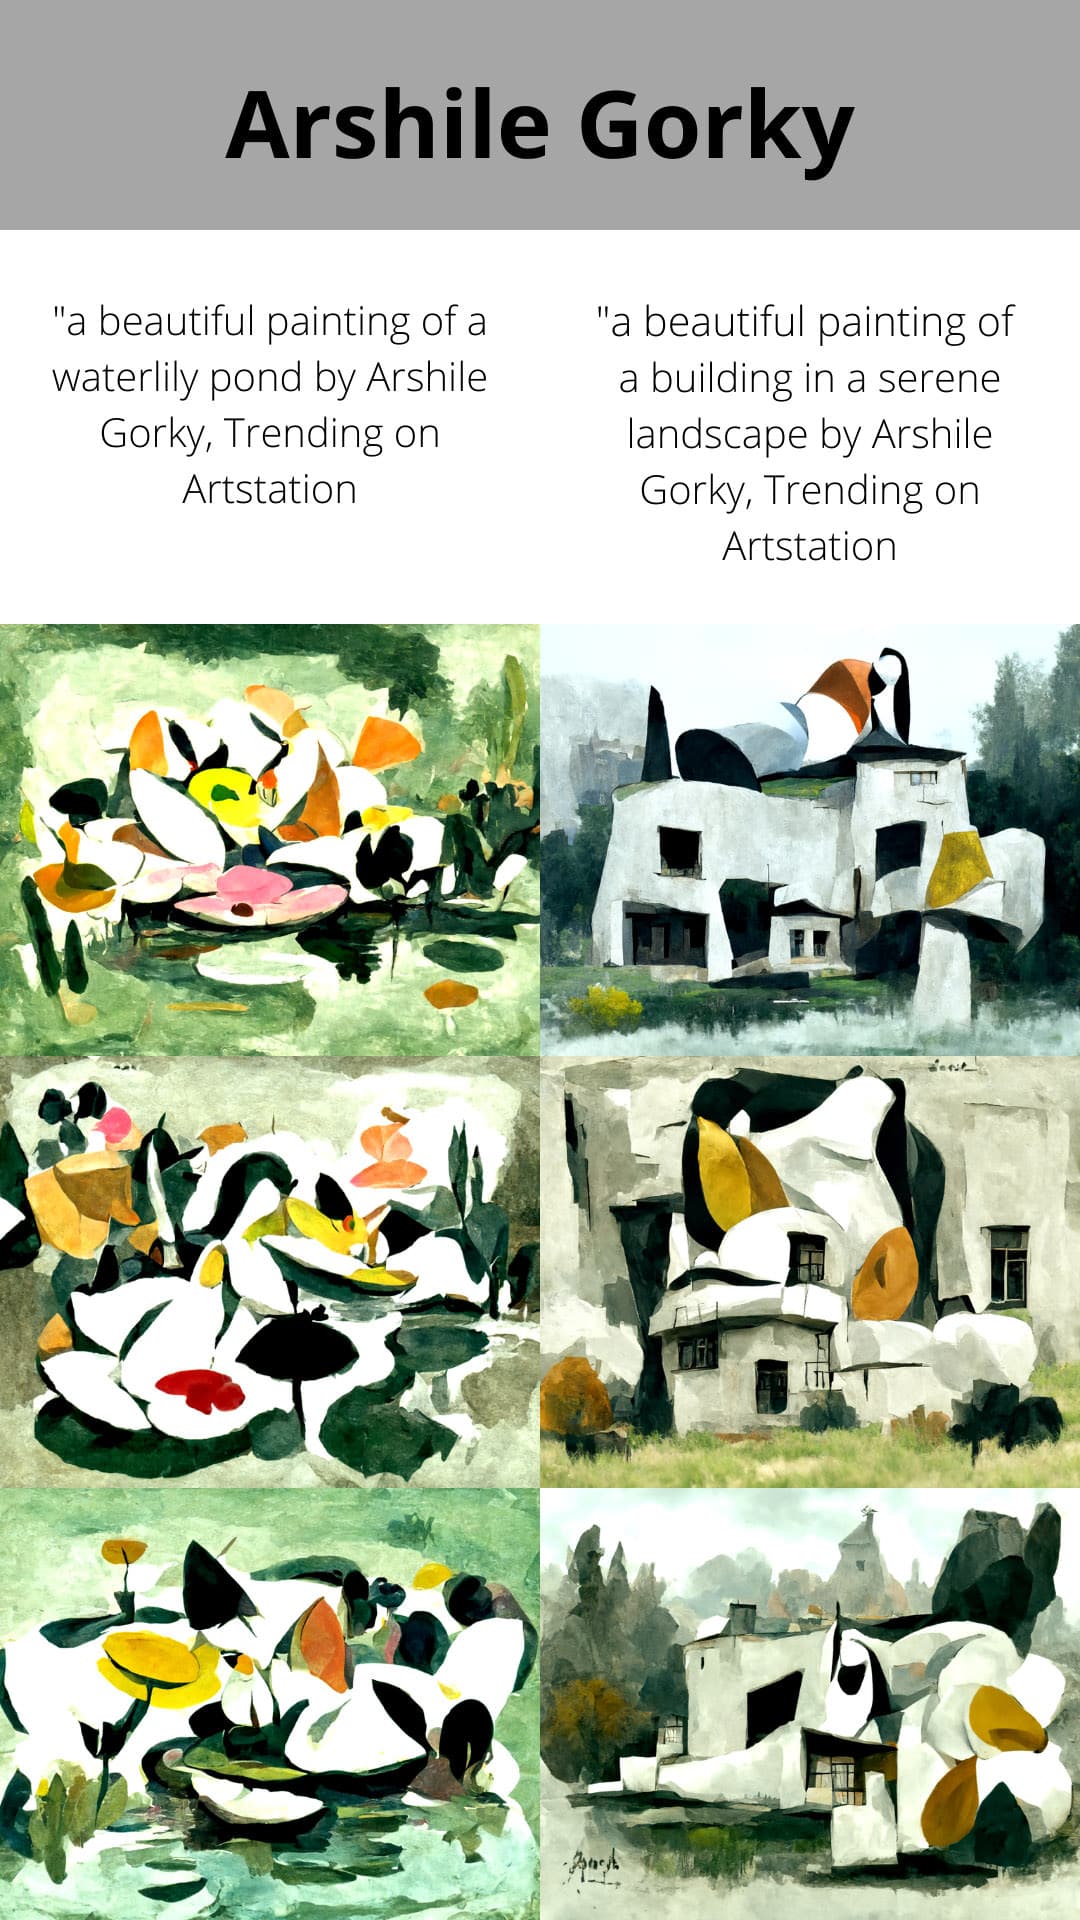 Arshile Gorky
"a beautiful painting of a
waterlily pond by Arshile
Gorky, Trending on
Artstation
"a beautiful painting of
a building in a serene
landscape by Arshile
Gorky, Trending on
Artstation